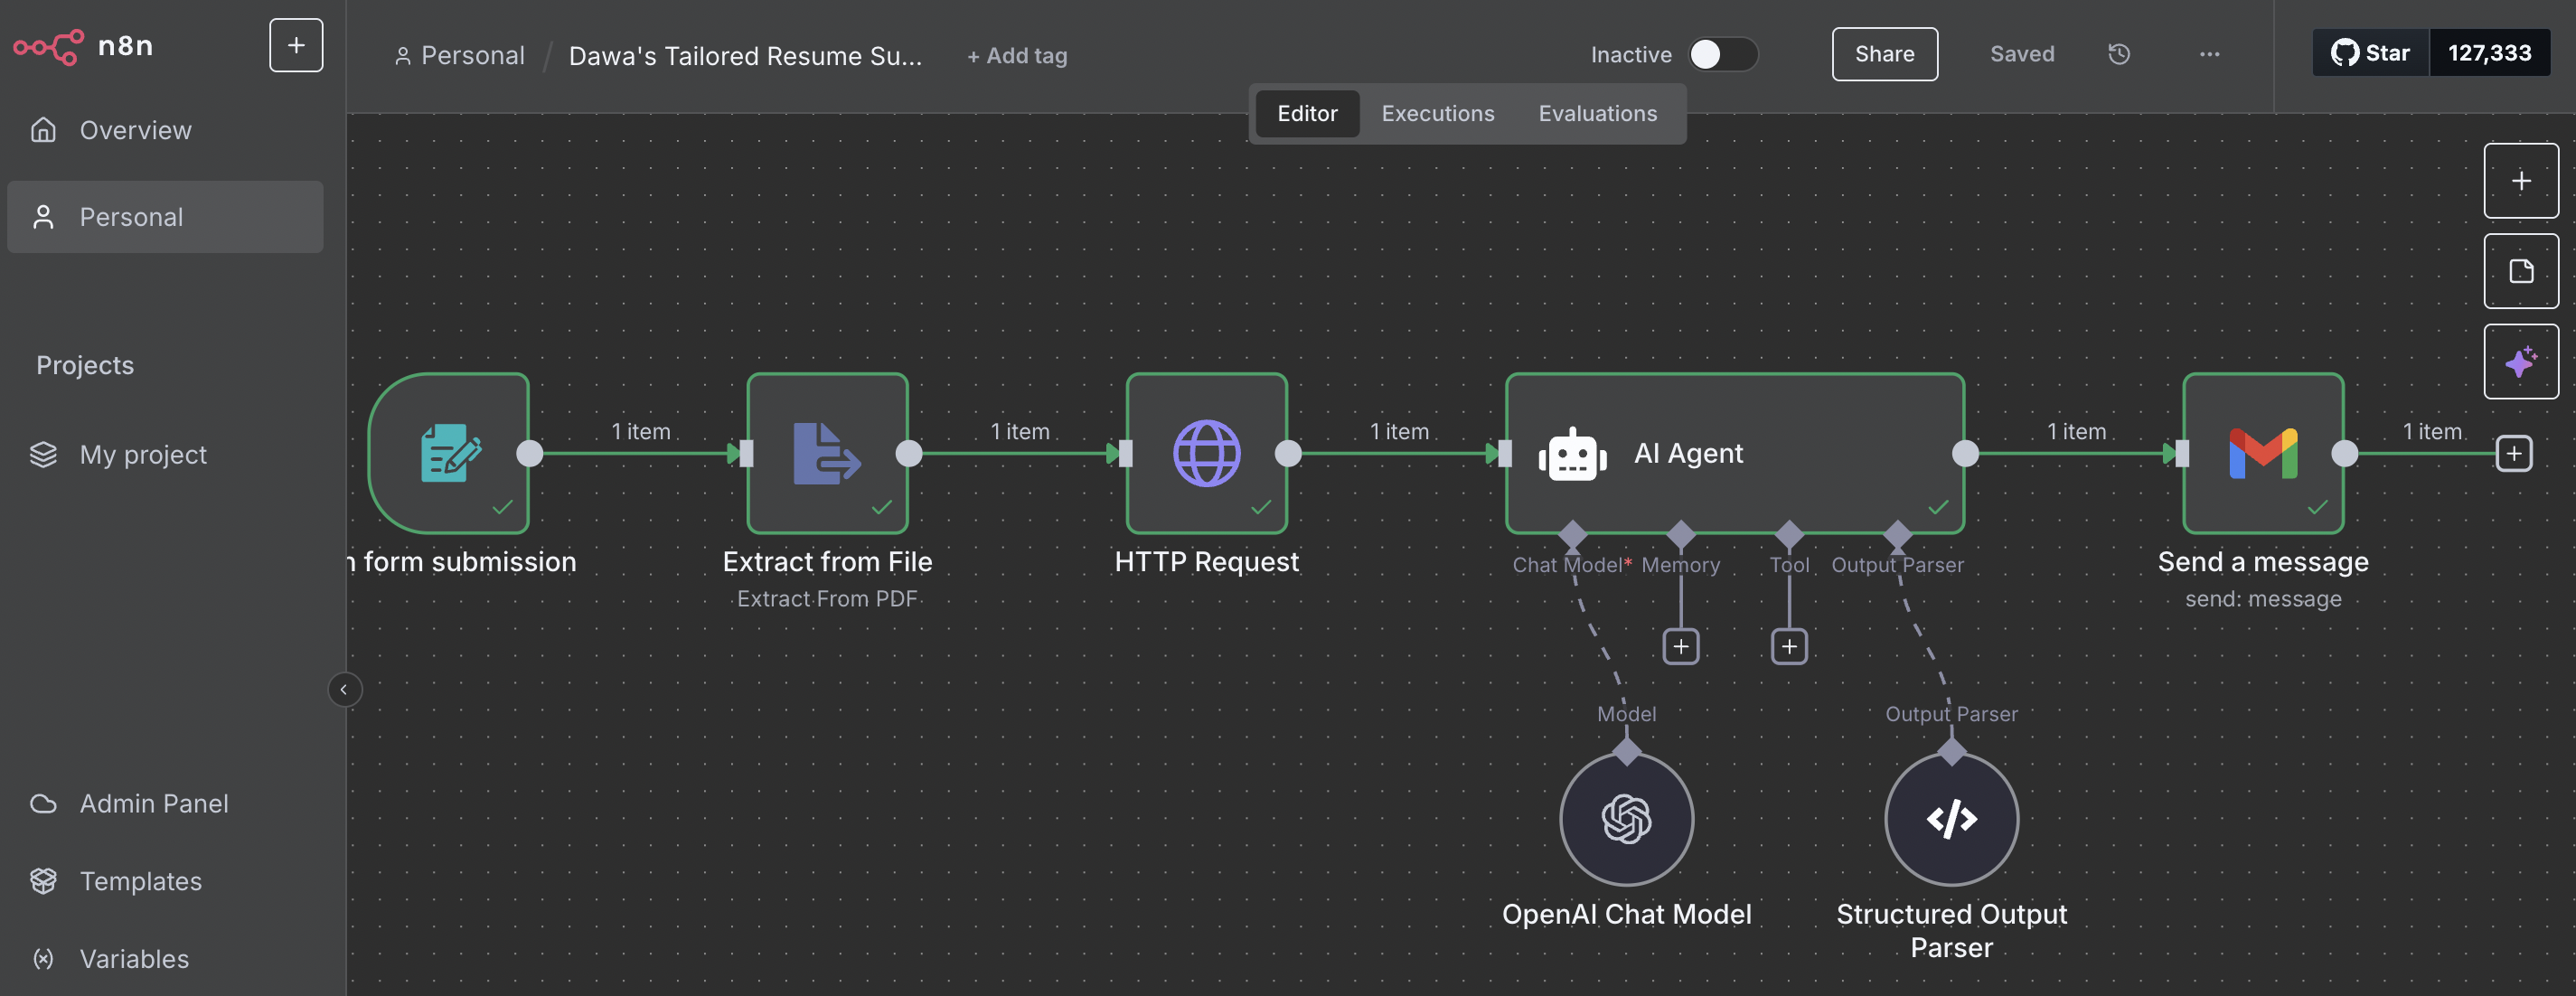 n8n
+
Overview
Personal
Projects
My project
Admin Panel
Templates
Variables
Personal / Dawa's Tailored Resume Su...
+ Add tag
Inactive
Share
Saved
...
Star 127,333
Editor Executions Evaluations
1 item
1 item
1 item
1 item
1 item
AI Agent
n form submission
Extract from File
Extract From PDF
HTTP Request
Chat Model*
Memory
Tool
Output Parser
Send a message
send: message
Model
Output Parser
OpenAI Chat Model
Structured Output
Parser